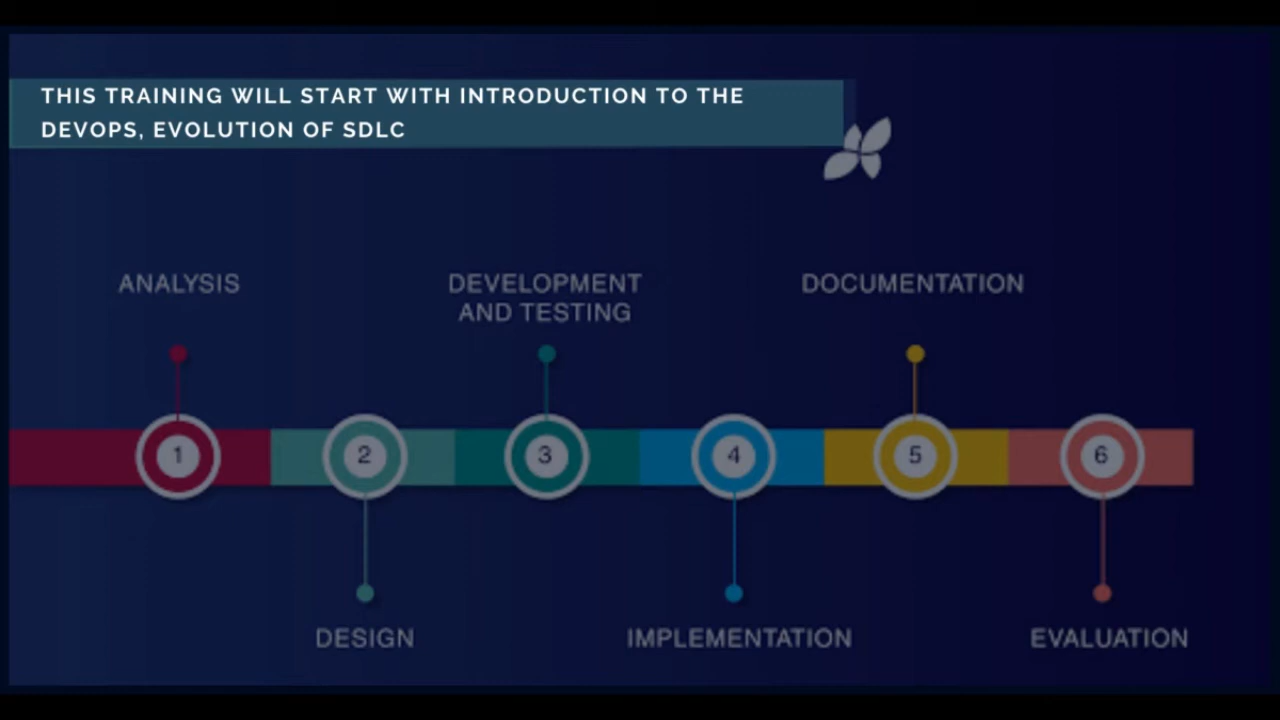 THIS TRAINING WILL START WITH INTRODUCTION TO THE
DEVOPS, EVOLUTION OF SDLC
ANALYSIS
DEVELOPMENT
AND TESTING
DOCUMENTATION
1
2
3
4
5
6
DESIGN
IMPLEMENTATION
EVALUATION